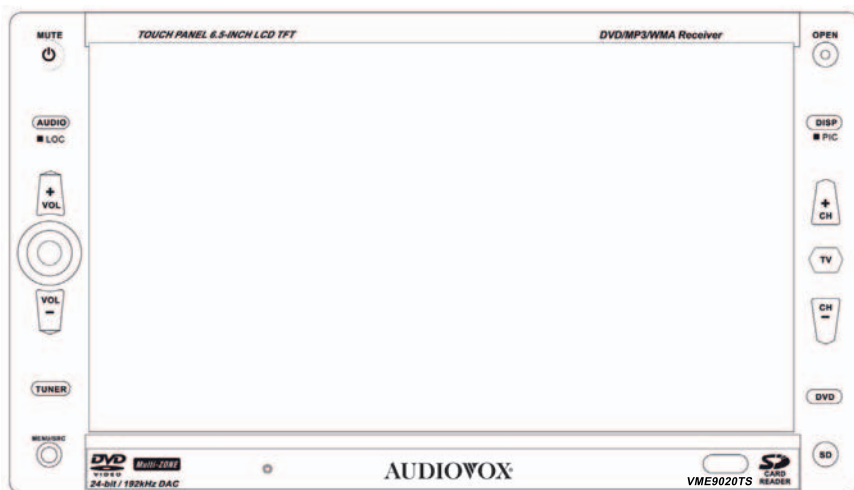 MUTE
TOUCH PANEL 6.5-INCH LCD TFT
DVD/MP3/WMA Receiver
OPEN
AUDIO
■ LOC
DISP
■ PIC
+
VOL
+
CH
TV
VOL
-
CH
-
TUNER
DVD
MENU/SRC
DVD
VIDEO
Multi-ZONE
24-bit / 192kHz DAC
AUDIOVOX
VME9020TS
SD
CARD
READER
SD